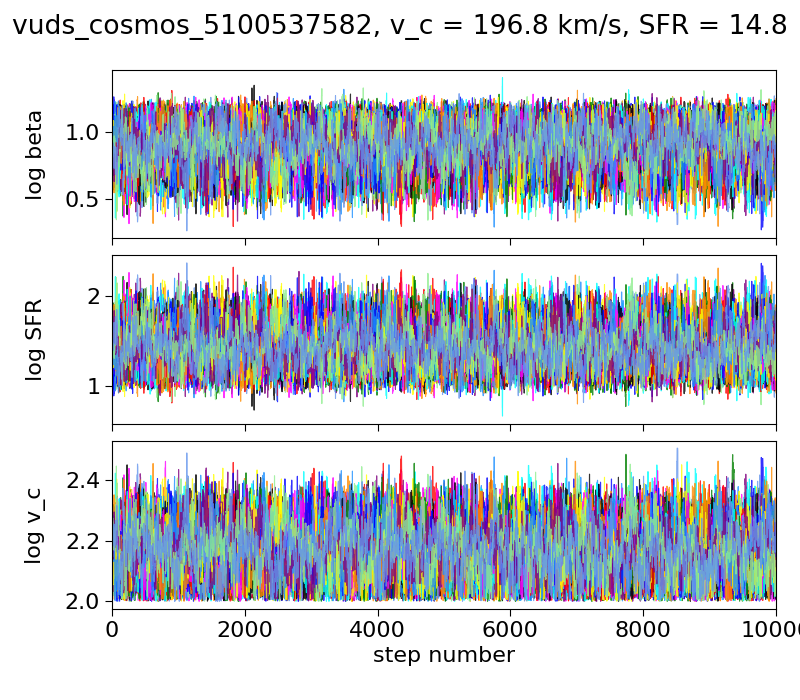 vuds_cosmos_5100537582, v_c = 196.8 km/s, SFR = 14.8
1.0
log beta
0.5
2
log SFR
1
2.4
log v_c
2.2
2.0
0 2000 4000 6000 8000 10000
step number